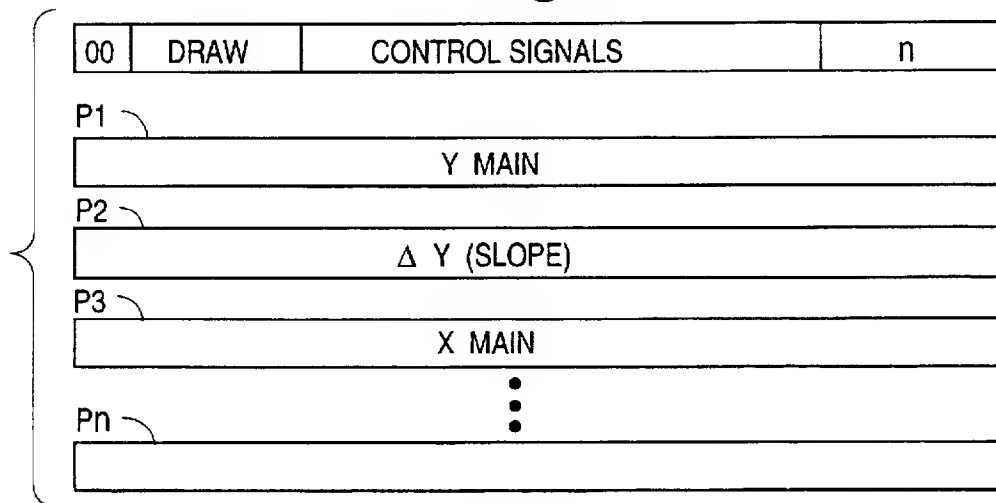 00 DRAW CONTROL SIGNALS n
P1
Y MAIN
P2
Δ Y (SLOPE)
P3
X MAIN
Pn